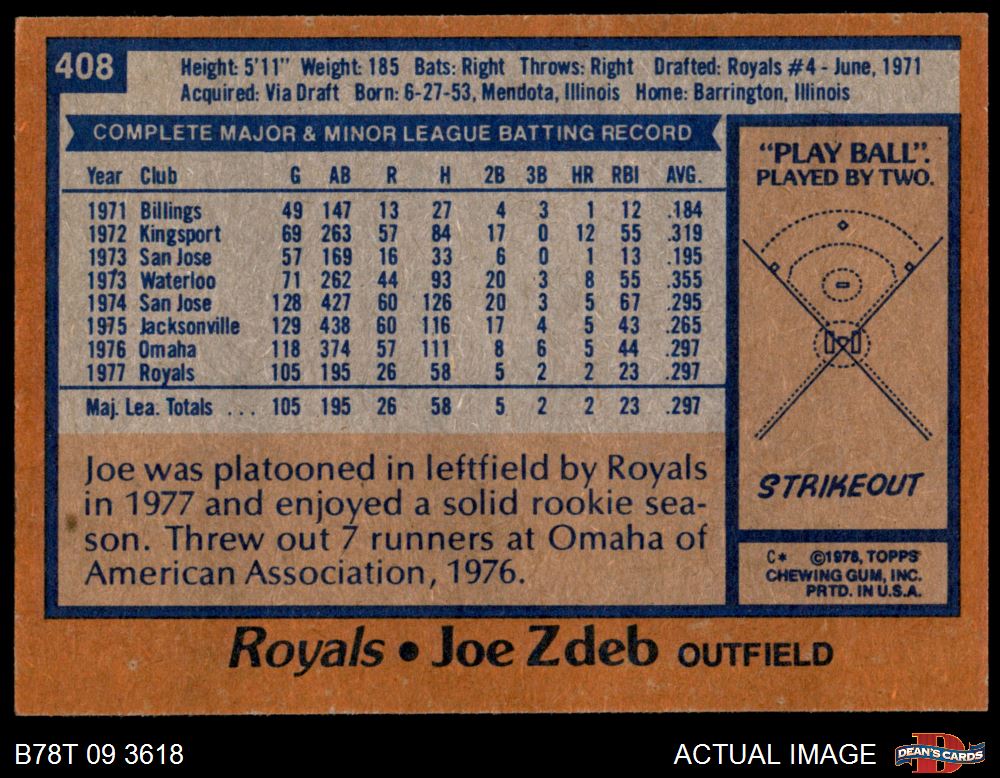 408
Height: 5'11" Weight: 185 Bats: Right Throws: Right Drafted: Royals #4 - June, 1971
Acquired: Via Draft Born: 6-27-53, Mendota, Illinois Home: Barrington, Illinois
COMPLETE MAJOR & MINOR LEAGUE BATTING RECORD
Year Club G AB R H 2B 3B HR RBI AVG.
1971 Billings 49 147 13 27 4 3 1 12 .184
1972 Kingsport 69 263 57 84 17 0 12 55 .319
1973 San Jose 57 169 16 33 6 0 1 13 .195
1973 Waterloo 71 262 44 93 20 3 8 55 .355
1974 San Jose 128 427 60 126 20 3 5 67 .295
1975 Jacksonville 129 438 60 116 17 4 5 43 .265
1976 Omaha 118 374 57 111 8 6 5 44 .297
1977 Royals 105 195 26 58 5 2 2 23 .297
Maj. Lea. Totals ... 105 195 26 58 5 2 2 23 .297
Joe was platooned in leftfield by Royals
in 1977 and enjoyed a solid rookie sea-
son. Threw out 7 runners at Omaha of
American Association, 1976.
"PLAY BALL".
PLAYED BY TWO.
STRIKEOUT
C* ©1978, TOPPS
CHEWING GUM, INC.
PRTD. IN U.S.A.
Royals • Joe Zdeb OUTFIELD
B78T 09 3618
ACTUAL IMAGE
DEAN'S CARDS